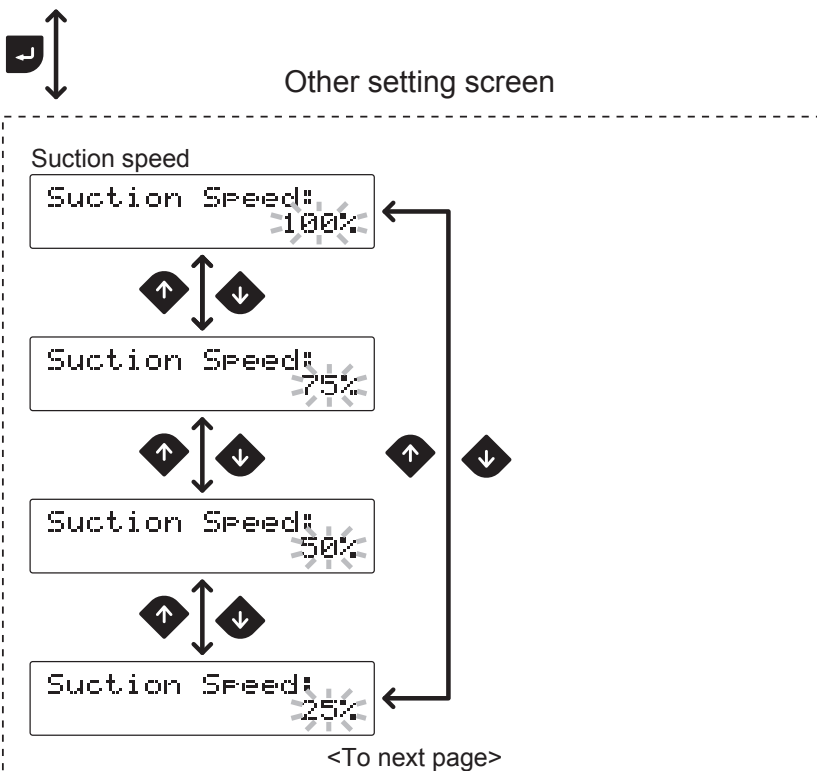 Other setting screen
Suction speed
Suction Speed:
100%
Suction Speed:
75%
Suction Speed:
50%
Suction Speed:
25%
<To next page>